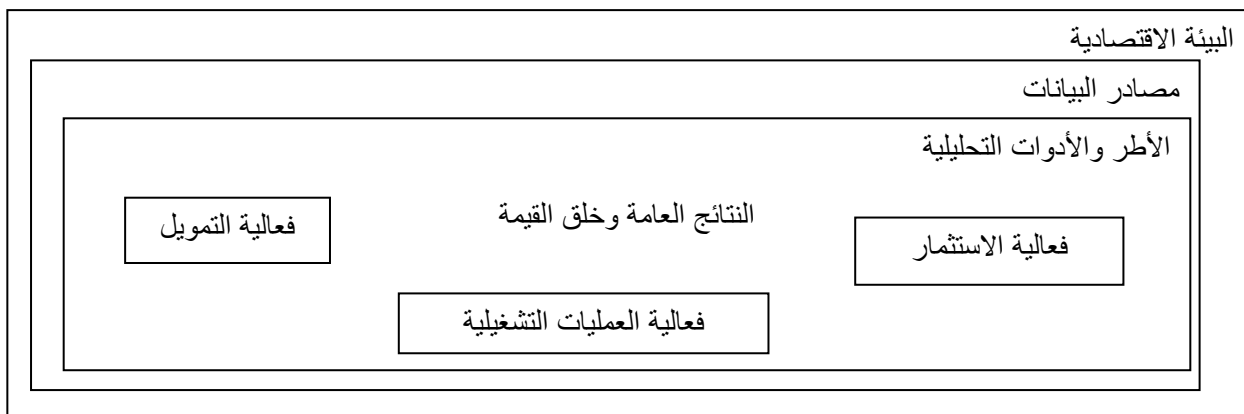 البيئة الاقتصادية
مصادر البيانات
الأطر والأدوات التحليلية
النتائج العامة وخلق القيمة
فعالية الاستثمار
فعالية التمويل
فعالية العمليات التشغيلية